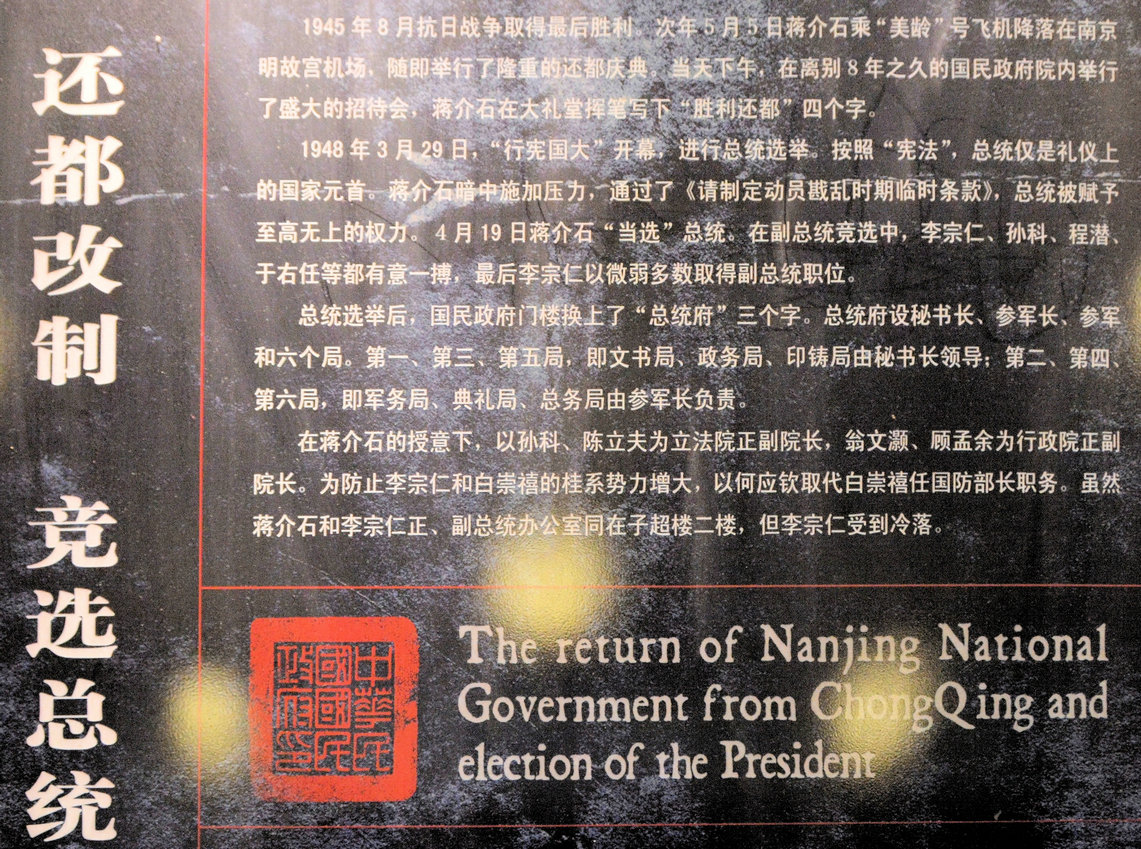 还都改制 竞选总统
1945年8月抗日战争取得最后胜利。次年5月5日蒋介石乘“美龄”号飞机降落在南京
明故宫机场，随即举行了隆重的还都庆典。当天下午，在离别8年之久的国民政府院内举行
了盛大的招待会，蒋介石在大礼堂挥笔写下“胜利还都”四个字。
1948年3月29日，“行宪国大”开幕，进行总统选举。按照“宪法”，总统仅是礼仪上
的国家元首。蒋介石暗中施加压力，通过了《请制定动员戡乱时期临时条款》，总统被赋予
至高无上的权力。4月19日蒋介石“当选”总统。在副总统竞选中，李宗仁、孙科、程潜、
于右任等都有意一搏，最后李宗仁以微弱多数取得副总统职位。
总统选举后，国民政府门楼换上了“总统府”三个字。总统府设秘书长、参军长、参军
和六个局。第一、第三、第五局，即文书局、政务局、印铸局由秘书长领导；第二、第四、
第六局，即军务局、典礼局、总务局由参军长负责。
在蒋介石的授意下，以孙科、陈立夫为立法院正副院长，翁文灏、顾孟余为行政院正副
院长。为防止李宗仁和白崇禧的桂系势力增大，以何应钦取代白崇禧任国防部长职务。虽然
蒋介石和李宗仁正、副总统办公室同在子超楼二楼，但李宗仁受到冷落。
中華民
國國民
政府印
The return of Nanjing National
Government from ChongQing and
election of the President